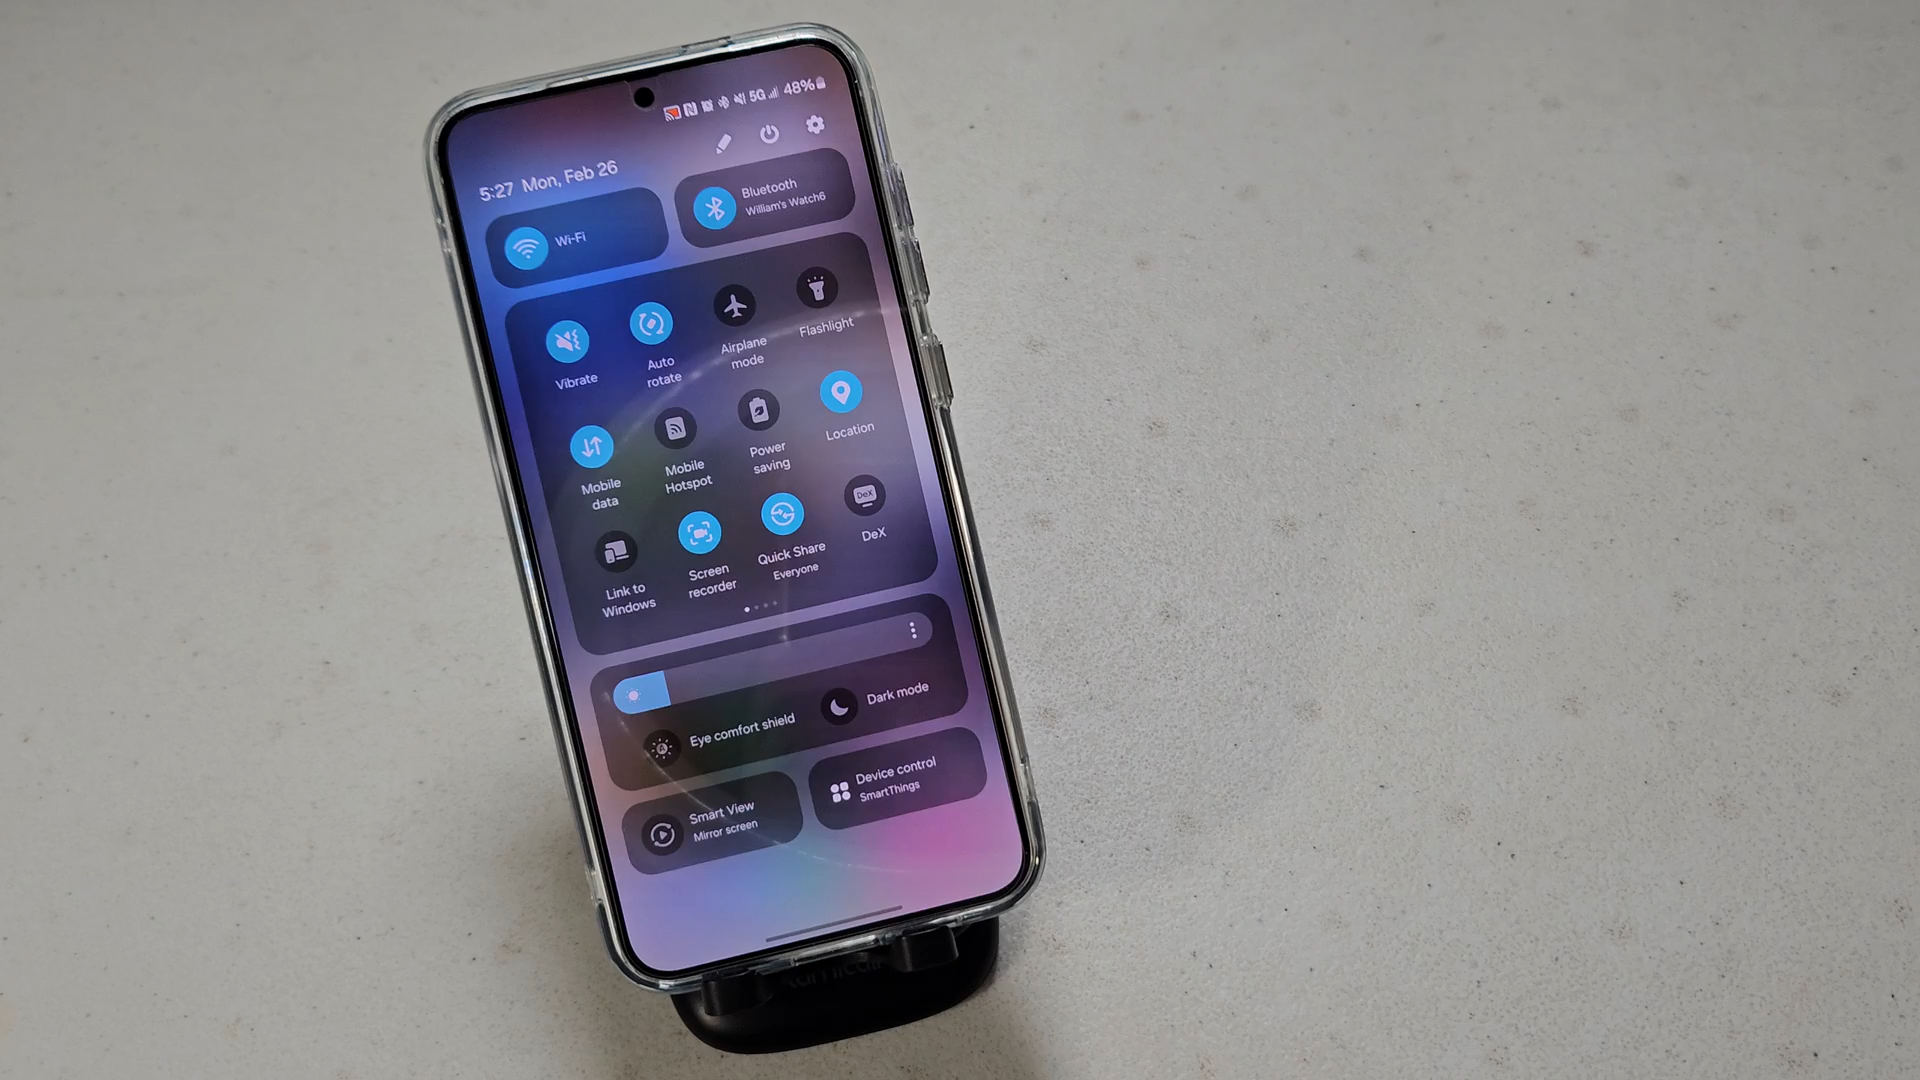 5G 48%
5:27 Mon, Feb 26
Wi-Fi
Bluetooth
William's Watch6
Vibrate
Auto
rotate
Airplane
mode
Flashlight
Mobile
data
Mobile
Hotspot
Power
saving
Location
Link to
Windows
Screen
recorder
Quick Share
Everyone
DeX
DeX
Eye comfort shield
Dark mode
Smart View
Mirror screen
Device control
SmartThings